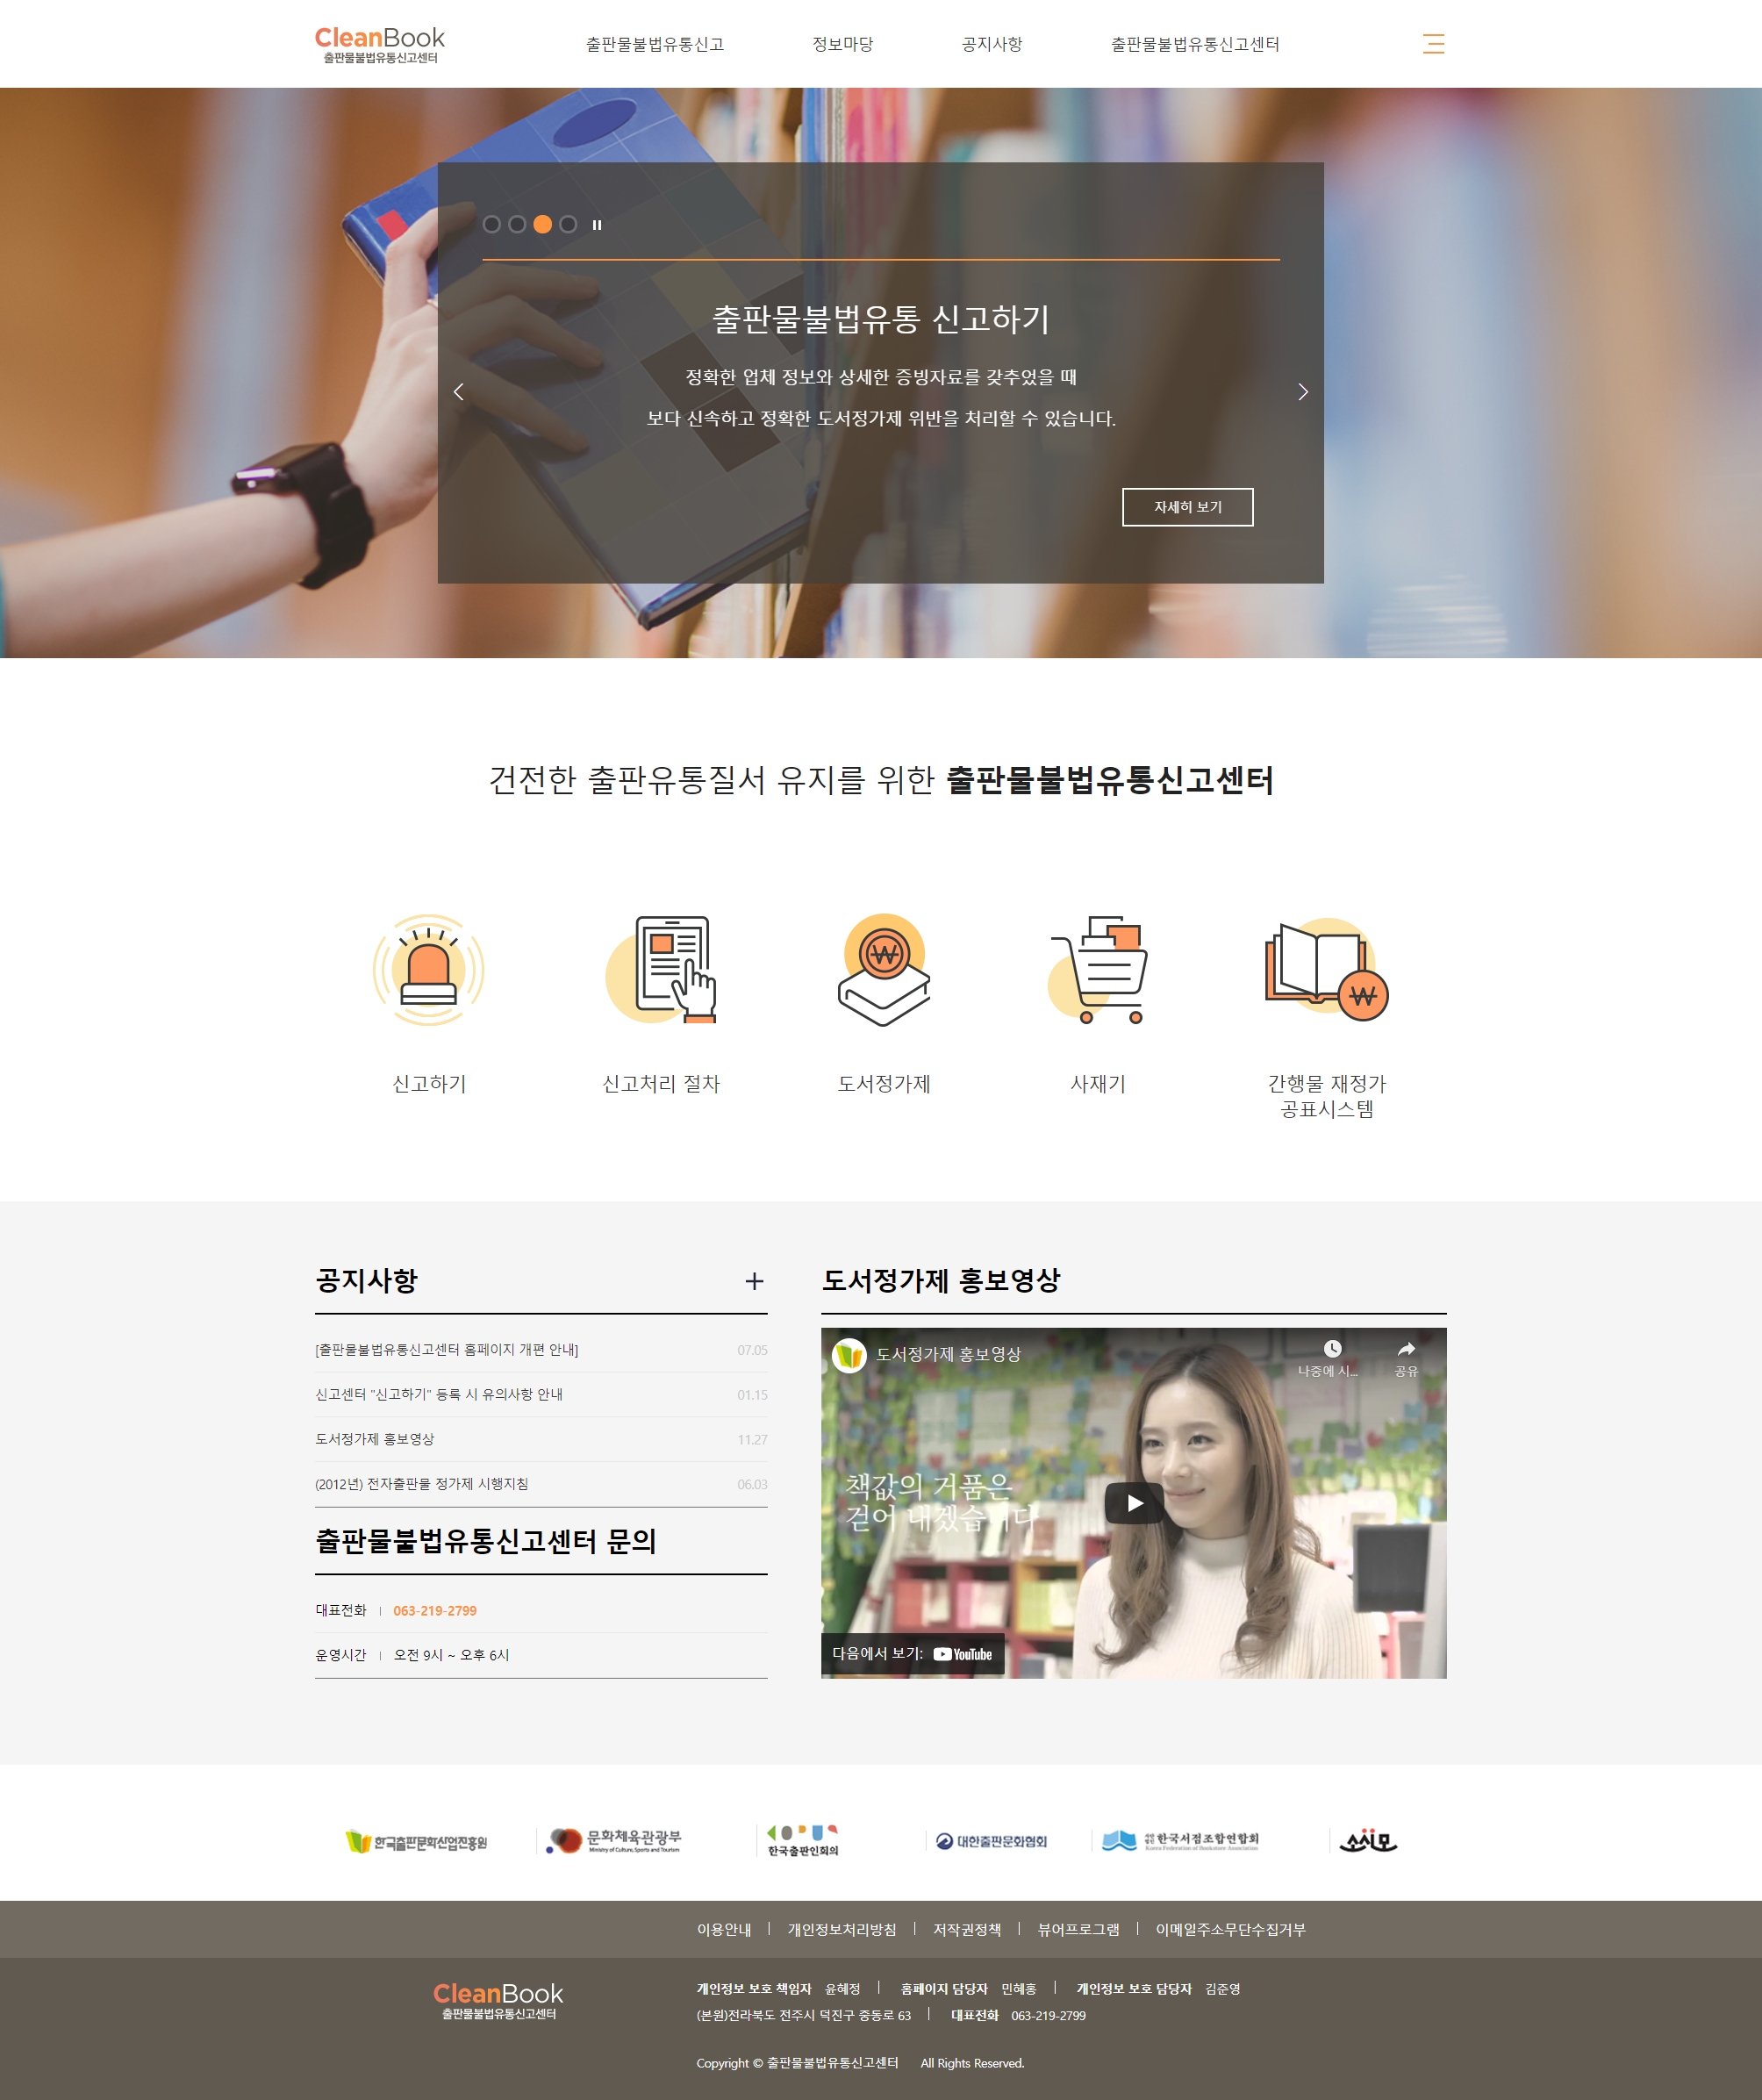 CleanBook
출판물불법유통신고센터
출판물불법유통신고
정보마당
공지사항
출판물불법유통신고센터
출판물불법유통 신고하기
정확한 업체 정보와 상세한 증빙자료를 갖추었을 때
보다 신속하고 정확한 도서정가제 위반을 처리할 수 있습니다.
자세히 보기
건전한 출판유통질서 유지를 위한 출판물불법유통신고센터
신고하기
신고처리 절차
도서정가제
사재기
간행물 재정가
공표시스템
공지사항
[출판물불법유통신고센터 홈페이지 개편 안내] 07.05
신고센터 "신고하기" 등록 시 유의사항 안내 01.15
도서정가제 홍보영상 11.27
(2012년) 전자출판물 정가제 시행지침 06.03
출판물불법유통신고센터 문의
대표전화 063-219-2799
운영시간 오전 9시 ~ 오후 6시
도서정가제 홍보영상
도서정가제 홍보영상
나중에 시...
공유
책값의 거품은
걷어 내겠습니다
다음에서 보기: YouTube
한국출판문화산업진흥원
문화체육관광부
Ministry of Culture, Sports and Tourism
KOPUS
한국출판인회의
대한출판문화협회
한국서점조합연합회
Korea Federation of Bookstore Association
소시모
이용안내 개인정보처리방침 저작권정책 뷰어프로그램 이메일주소무단수집거부
CleanBook
출판물불법유통신고센터
개인정보 보호 책임자 윤혜정 홈페이지 담당자 민혜홍 개인정보 보호 담당자 김준영
(본원)전라북도 전주시 덕진구 중동로 63 대표전화 063-219-2799
Copyright © 출판물불법유통신고센터 All Rights Reserved.